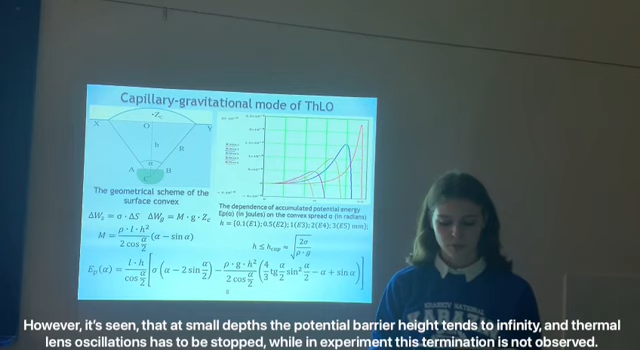 Capillary-gravitational mode of ThLO
Zc
X O Y
h R
A α B
C
The geometrical scheme of the
surface convex
The dependence of accumulated potential energy
Ep(α) (in joules) on the convex spread α (in radians)
h = {0.1(E1); 0.5(E2); 1(E3); 2(E4); 3(E5) mm};
ΔWs = σ · ΔS ΔWg = M · g · Zc
M = ρ · l · h² / 2 cos α/2 (α − sin α)
h ≤ hcap = √2σ / ρ · g
Ep(α) = l · h / cos α/2 [σ (α − 2 sin α/2) − ρ · g · h² / 2 cos α/2 (4/3 tg α/2 sin² α/2 − α + sin α)]
8
KHARKIV NATIONAL
However, it's seen, that at small depths the potential barrier height tends to infinity, and thermal
lens oscillations has to be stopped, while in experiment this termination is not observed.